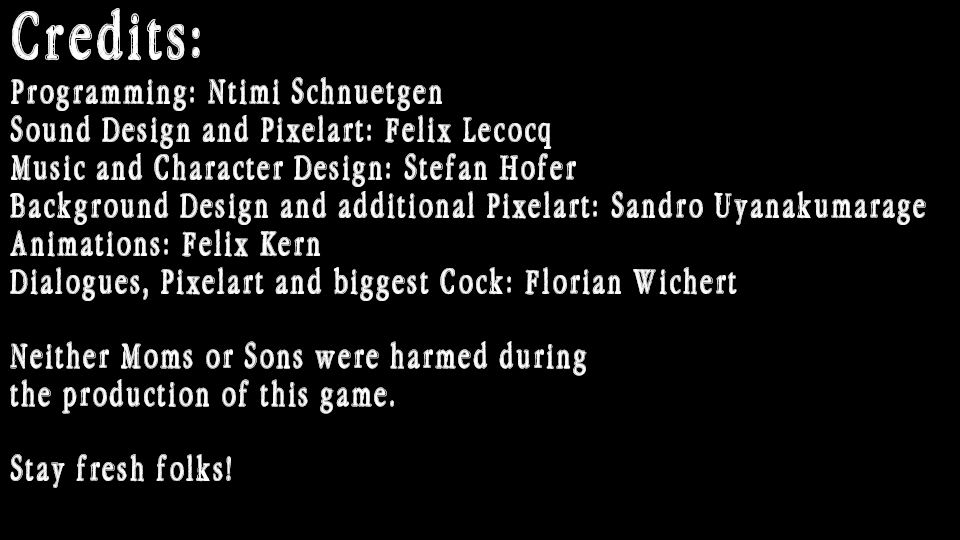 Credits:
Programming: Ntimi Schnuetgen
Sound Design and Pixelart: Felix Lecocq
Music and Character Design: Stefan Hofer
Background Design and additional Pixelart: Sandro Uyanakumarage
Animations: Felix Kern
Dialogues, Pixelart and biggest Cock: Florian Wichert
Neither Moms or Sons were harmed during
the production of this game.
Stay fresh folks!